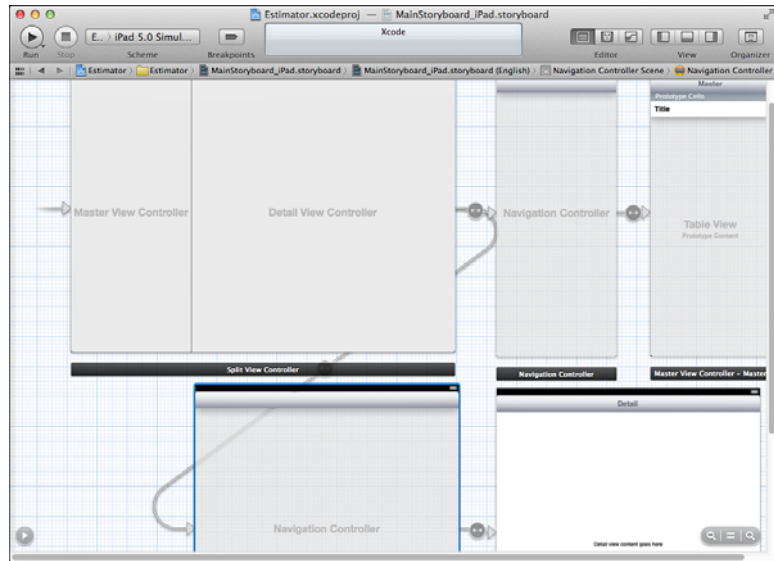 Estimator.xcodeproj — MainStoryboard_iPad.storyboard
E... iPad 5.0 Simul...
Xcode
Run Stop Scheme Breakpoints Editor View Organizer
Estimator Estimator MainStoryboard_iPad.storyboard MainStoryboard_iPad.storyboard (English) Navigation Controller Scene Navigation Controller
Master
Prototype Cells
Title
Master View Controller
Detail View Controller
Navigation Controller
Table View
Prototype Content
Split View Controller
Navigation Controller
Master View Controller – Master
Detail
Navigation Controller
Detail view content goes here